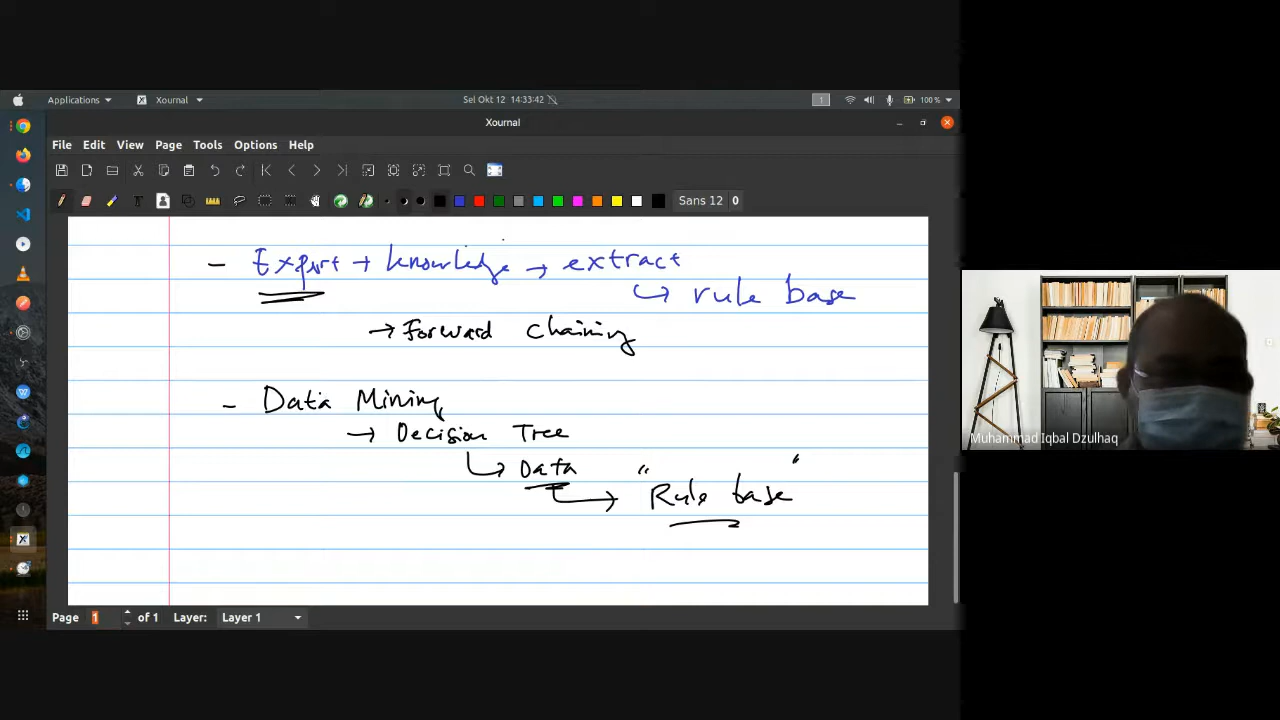 Applications
Xournal
Sel Okt 12 14:33:42
1
100 %
Xournal
File Edit View Page Tools Options Help
Sans 12 0
- Expert + knowledge → extract
↳ rule base
→ Forward chaining
- Data Mining
→ Decision Tree
↳ Data
↳ "Rule base"
Muhammad Iqbal Dzulhaq
Page 1 of 1 Layer: Layer 1